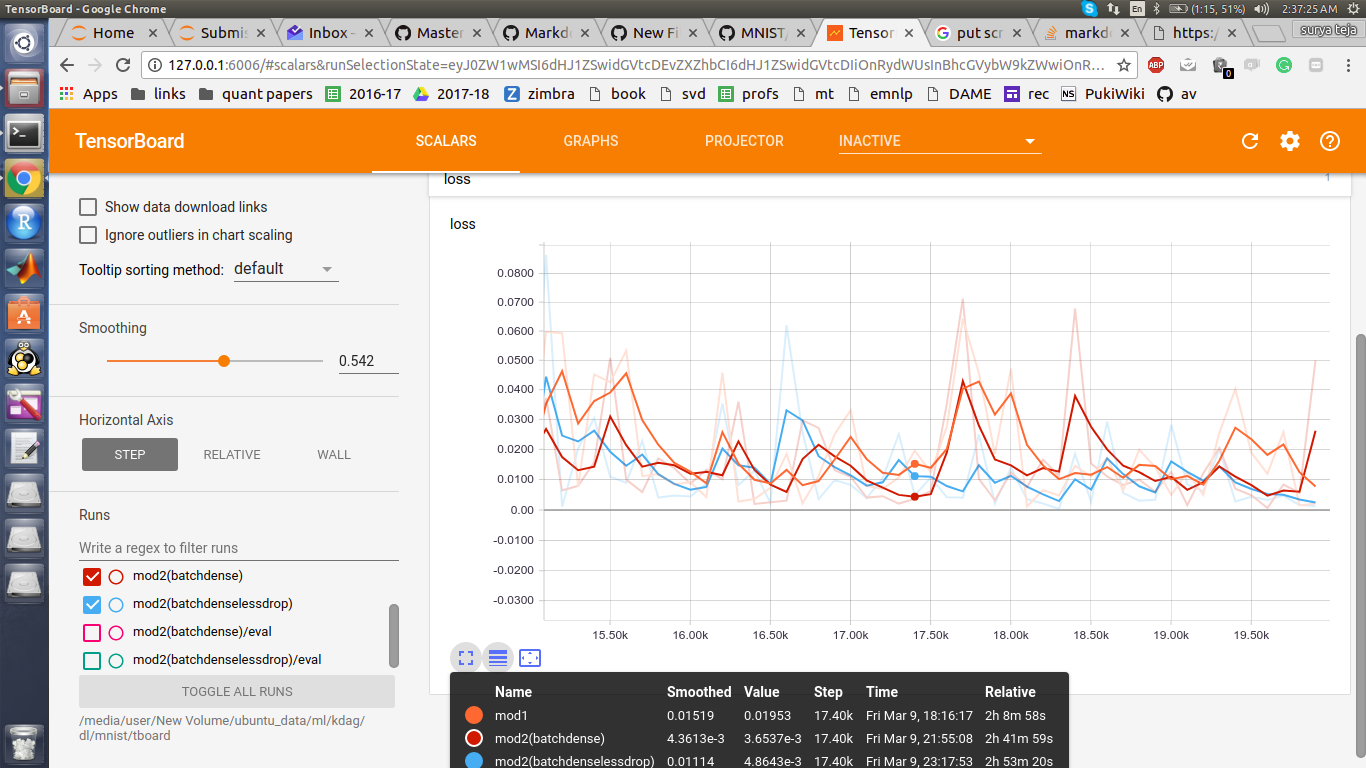 TensorBoard - Google Chrome
En (1:15, 51%) 2:37:25 AM
Home Submis Inbox - Master Markd New Fi MNIST/ Tensor put scr markd https:/ surya teja
127.0.0.1:6006/#scalars&runSelectionState=eyJ0ZW1wMSI6dHJ1ZSwidGVtcDEvZXZhbCI6dHJ1ZSwidGVtcDIiOnRydWUsInBhcGVybW9kZWwiOnR...
ABP 0
Apps links quant papers 2016-17 2017-18 zimbra book svd profs mt emnlp DAME rec NS PukiWiki av
TensorBoard SCALARS GRAPHS PROJECTOR INACTIVE
loss 1
Show data download links
Ignore outliers in chart scaling
Tooltip sorting method: default
Smoothing
0.542
Horizontal Axis
STEP RELATIVE WALL
Runs
Write a regex to filter runs
mod2(batchdense)
mod2(batchdenselessdrop)
mod2(batchdense)/eval
mod2(batchdenselessdrop)/eval
TOGGLE ALL RUNS
/media/user/New Volume/ubuntu_data/ml/kdag/
dl/mnist/tboard
loss
0.0800
0.0700
0.0600
0.0500
0.0400
0.0300
0.0200
0.0100
0.00
-0.0100
-0.0200
-0.0300
15.50k 16.00k 16.50k 17.00k 17.50k 18.00k 18.50k 19.00k 19.50k
Name Smoothed Value Step Time Relative
mod1 0.01519 0.01953 17.40k Fri Mar 9, 18:16:17 2h 8m 58s
mod2(batchdense) 4.3613e-3 3.6537e-3 17.40k Fri Mar 9, 21:55:08 2h 41m 59s
mod2(batchdenselessdrop) 0.01114 4.8643e-3 17.40k Fri Mar 9, 23:17:53 2h 53m 20s